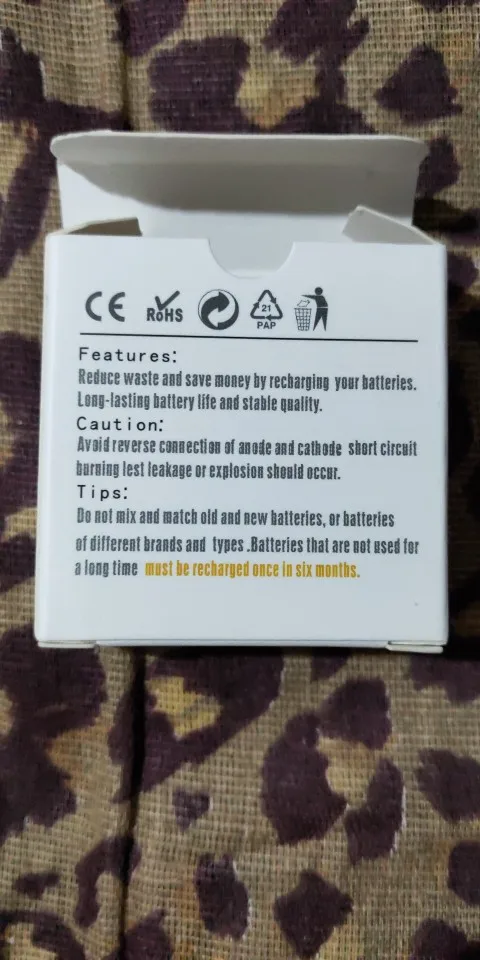 CE RoHS 21
PAP
Features:
Reduce waste and save money by recharging your batteries.
Long-lasting battery life and stable quality.
Caution:
Avoid reverse connection of anode and cathode short circuit
burning lest leakage or explosion should occur.
Tips:
Do not mix and match old and new batteries, or batteries
of different brands and types .Batteries that are not used for
a long time must be recharged once in six months.